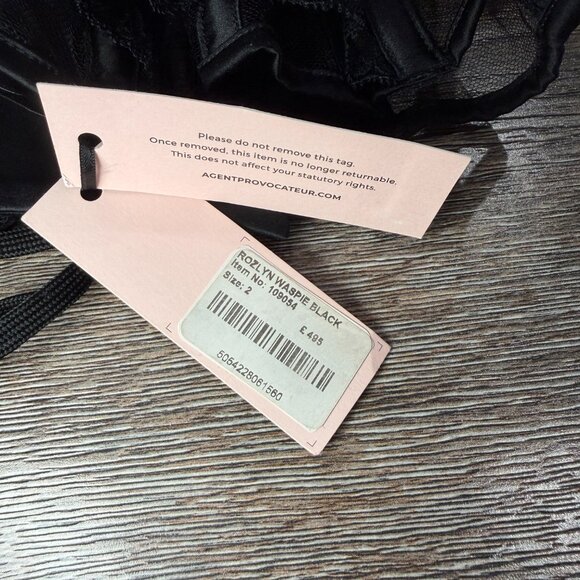 Please do not remove this tag.
Once removed, this item is no longer returnable.
This does not affect your statutory rights.
AGENTPROVOCATEUR.COM
ROZLYN WASPIE BLACK
Item No: 109054
Size: 2
£ 495
5064228061560